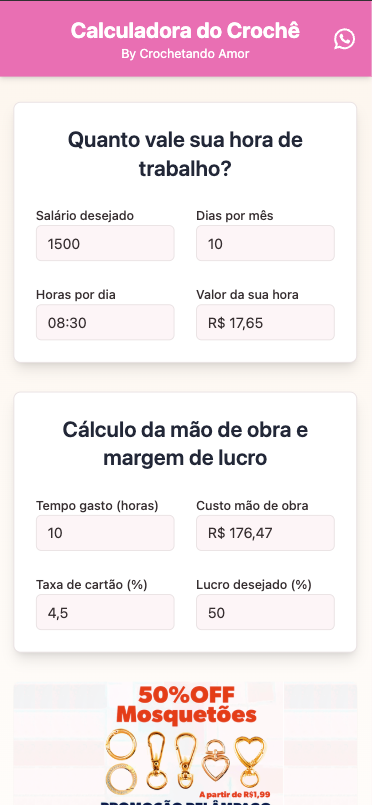 Calculadora do Crochê
By Crochetando Amor
Quanto vale sua hora de
trabalho?
Salário desejado
Dias por mês
1500
10
Horas por dia
Valor da sua hora
08:30
R$ 17,65
Cálculo da mão de obra e
margem de lucro
Tempo gasto (horas)
Custo mão de obra
10
R$ 176,47
Taxa de cartão (%)
Lucro desejado (%)
4,5
50
50%OFF
Mosquetões
A partir de R$1,99
PROMOÇÃO RELÂMPAGO